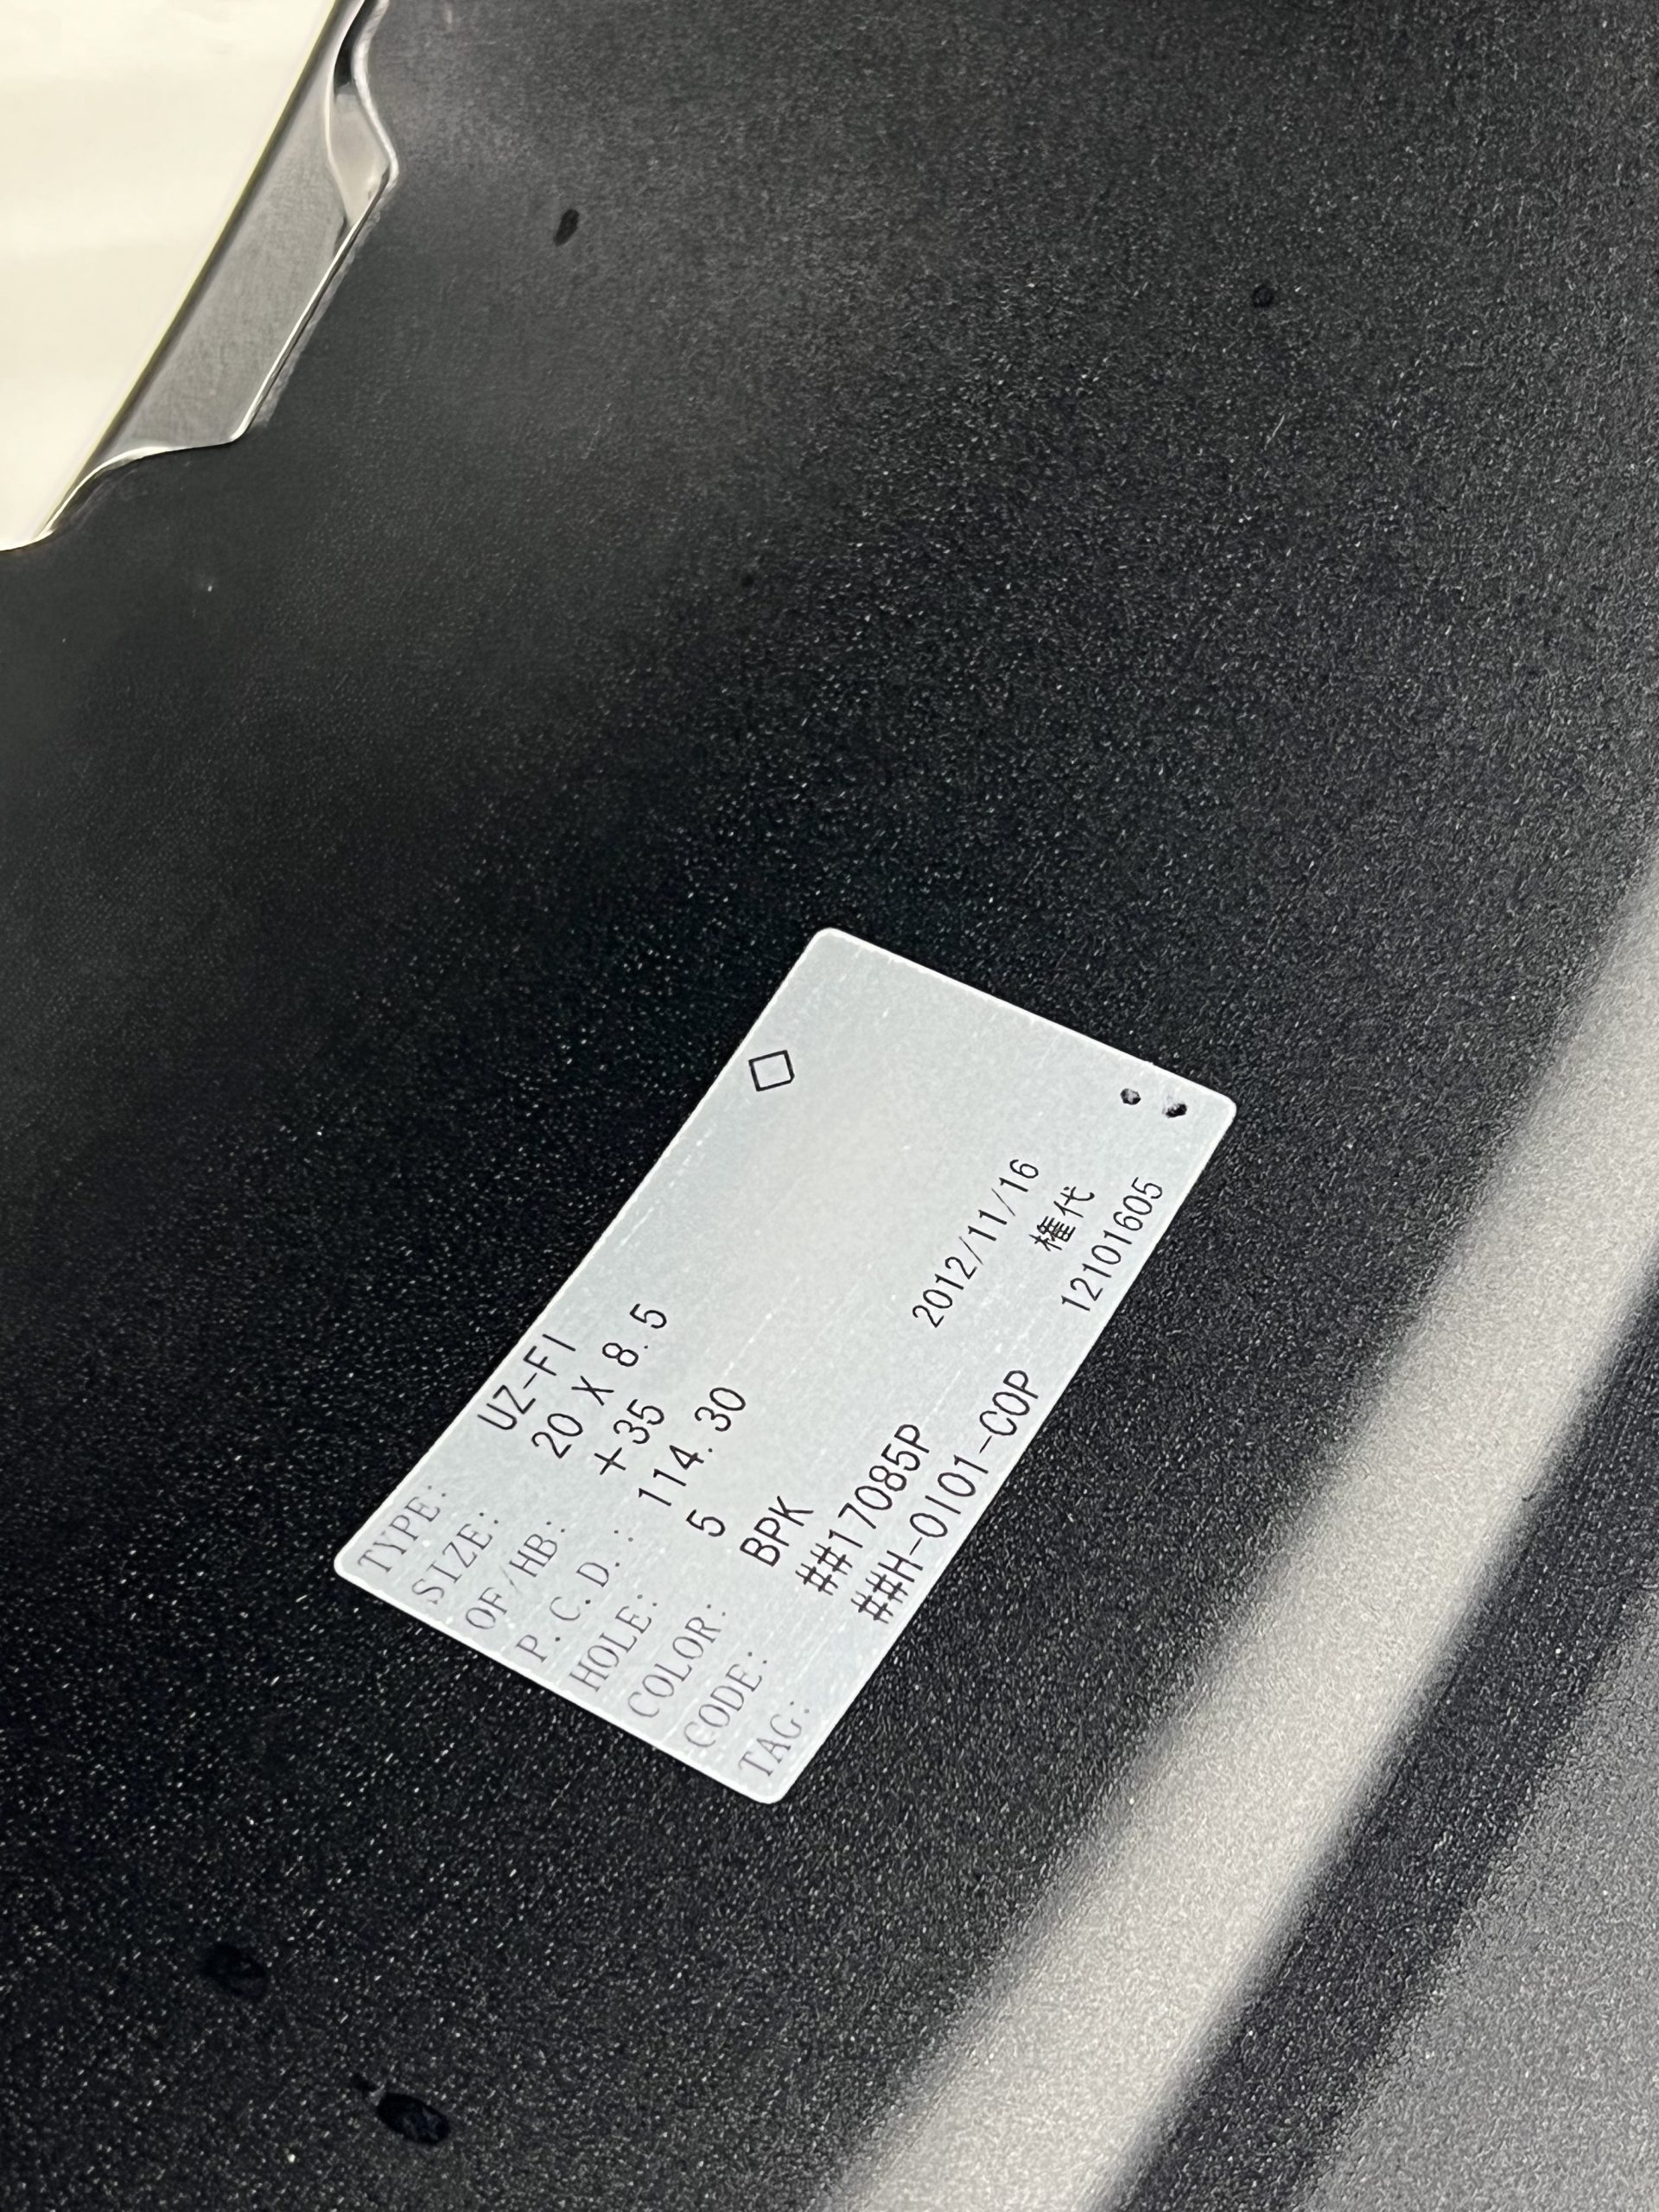 TYPE: UZ-FI ◇
SIZE: 20 X 8.5
OF/HB: +35
P.C.D.: 114.30
HOLE: 5
COLOR: BPK 2012/11/16
CODE: ##17085P 権代
TAG: ##H-0I01-COP 12101605